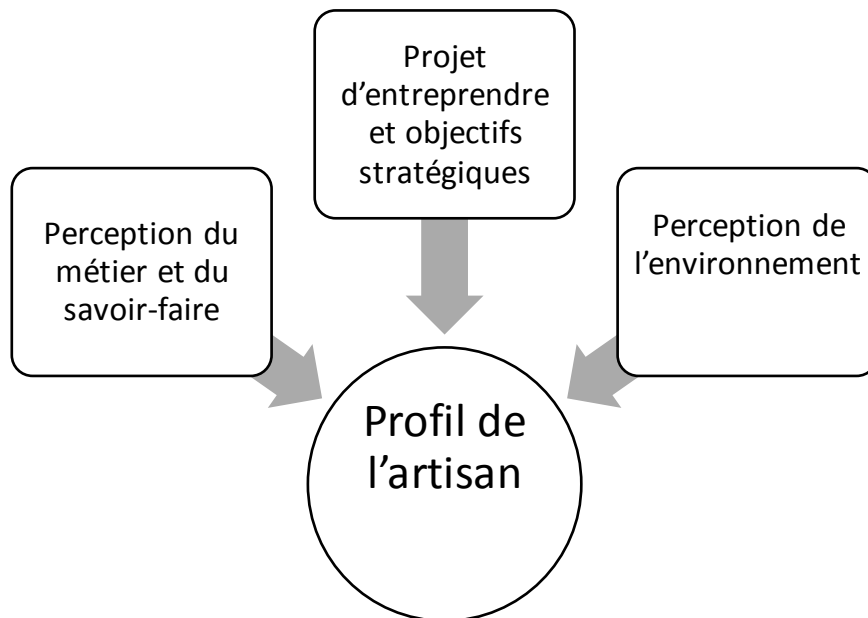 Projet
d’entreprendre
et objectifs
stratégiques
Perception du
métier et du
savoir-faire
Perception de
l’environnement
Profil de
l’artisan